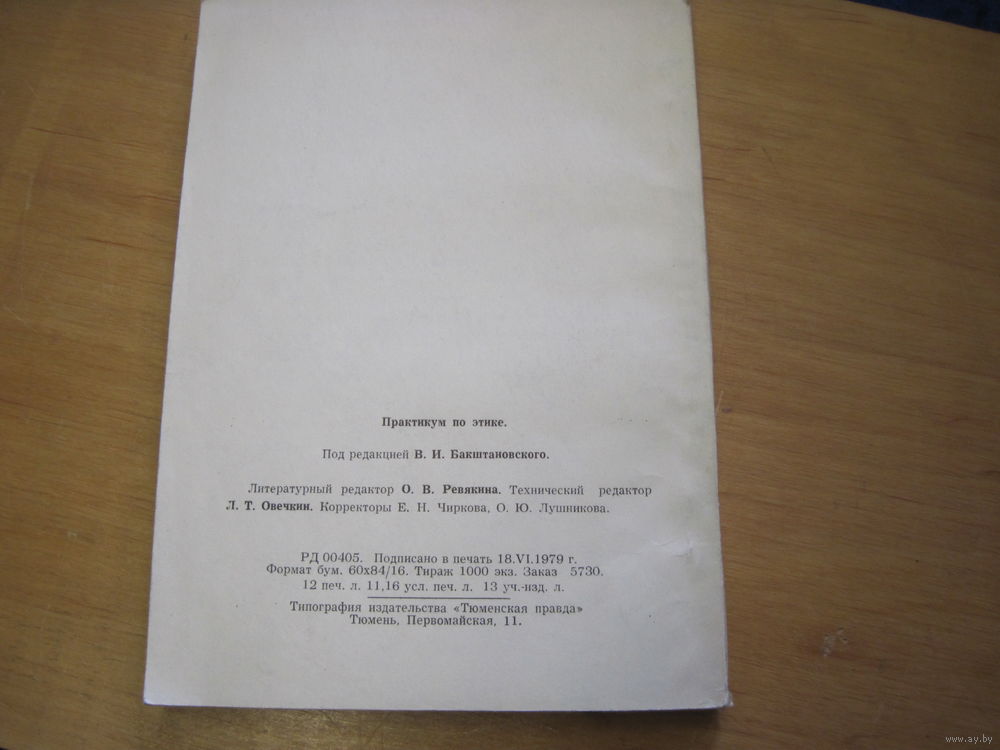 Практикум по этике.
Под редакцией В. И. Бакштановского.
Литературный редактор О. В. Ревякина. Технический редактор
Л. Т. Овечкин. Корректоры Е. Н. Чиркова, О. Ю. Лушникова.
РД 00405. Подписано в печать 18.VI.1979 г.
Формат бум. 60х84/16. Тираж 1000 экз. Заказ 5730.
12 печ. л. 11,16 усл. печ. л. 13 уч.-изд. л.
Типография издательства «Тюменская правда»
Тюмень, Первомайская, 11.
www.ay.by